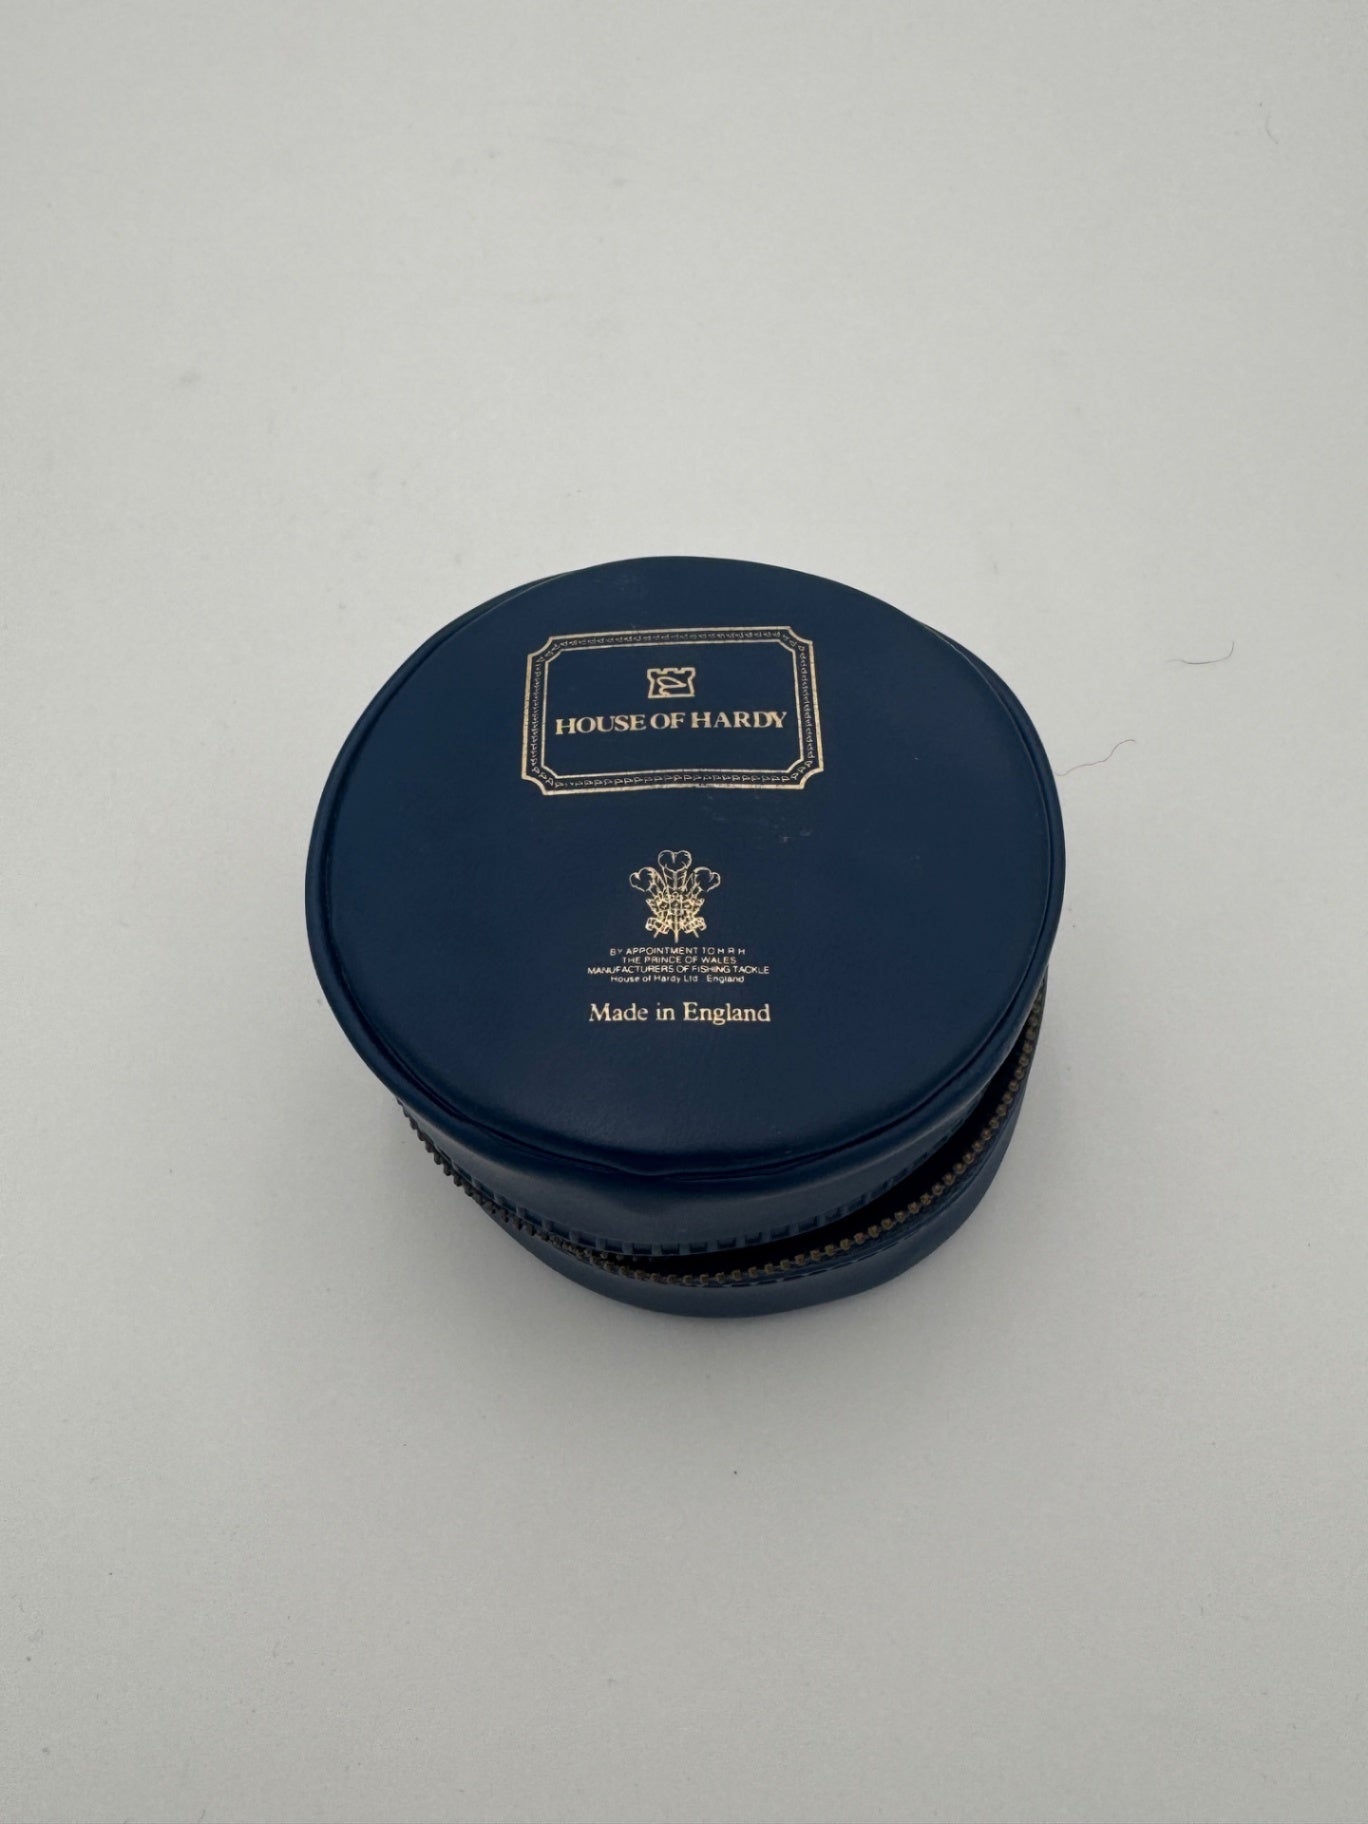 HOUSE OF HARDY
BY APPOINTMENT TO H R H
THE PRINCE OF WALES
MANUFACTURERS OF FISHING TACKLE
House of Hardy Ltd England
Made in England